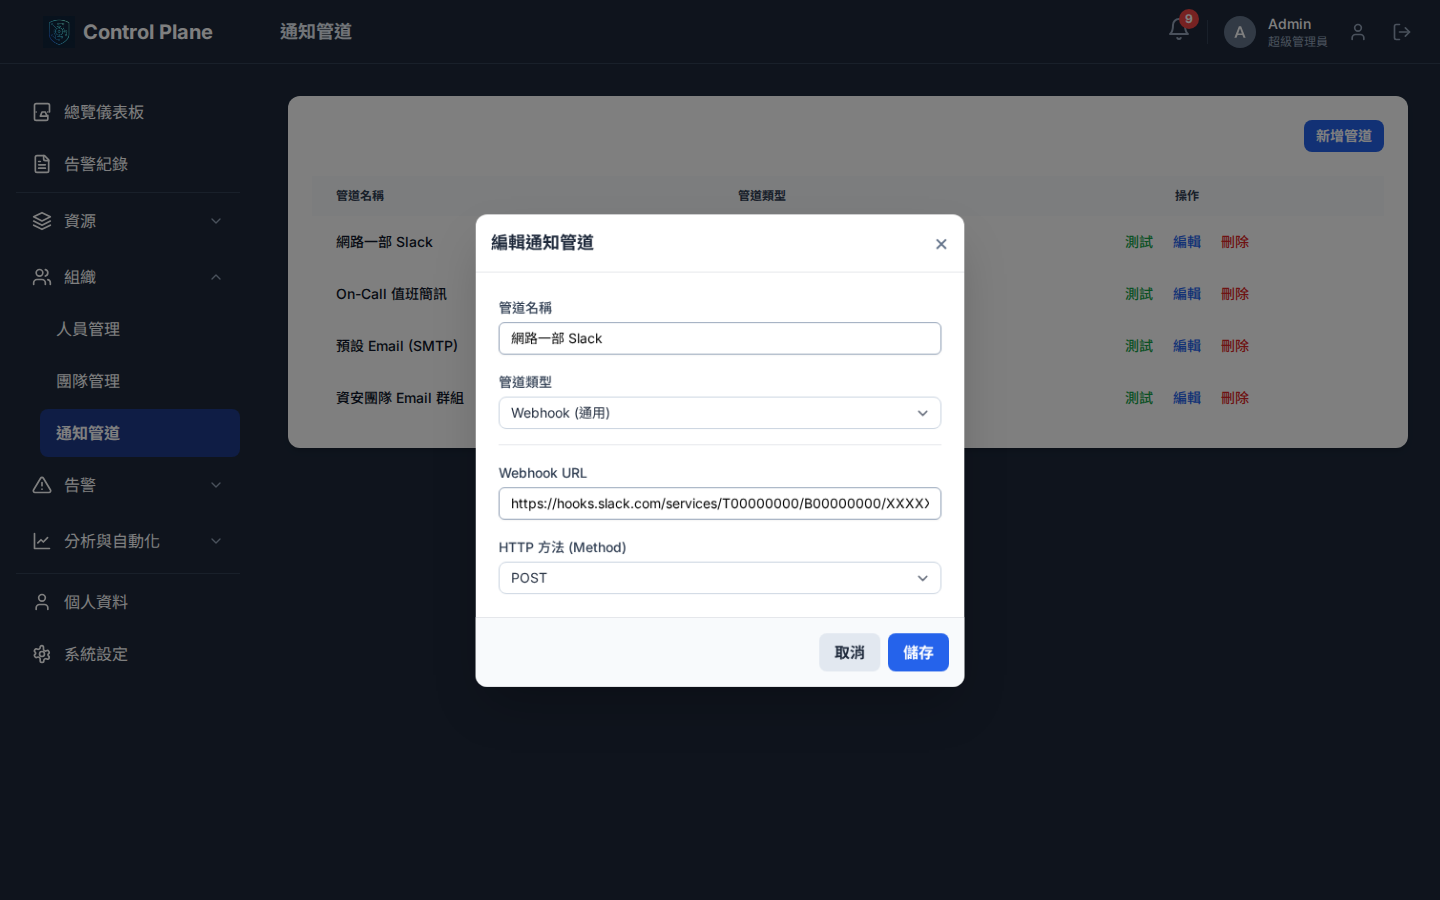 Control Plane
通知管道
9
A
Admin
超級管理員
總覽儀表板
告警紀錄
資源
組織
人員管理
團隊管理
通知管道
告警
分析與自動化
個人資料
系統設定
新增管道
管道名稱 管道類型 操作
網路一部 Slack 測試 編輯 刪除
On-Call 值班簡訊 測試 編輯 刪除
預設 Email (SMTP) 測試 編輯 刪除
資安團隊 Email 群組 測試 編輯 刪除
編輯通知管道
管道名稱
網路一部 Slack
管道類型
Webhook (通用)
Webhook URL
https://hooks.slack.com/services/T00000000/B00000000/XXXX
HTTP 方法 (Method)
POST
取消 儲存